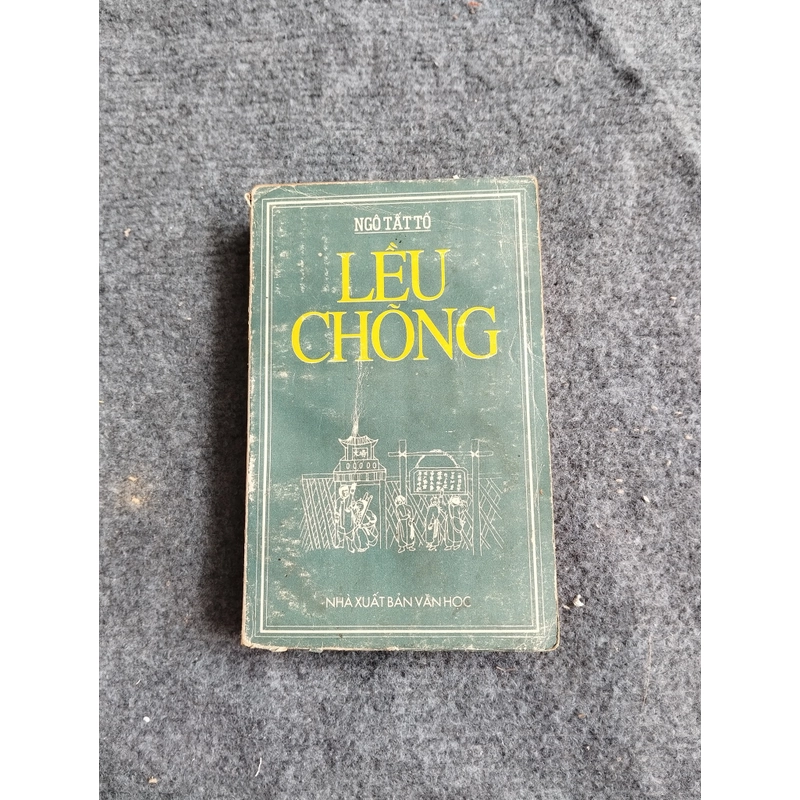 NGÔ TẤT TỐ
LỀU
CHÕNG
NHÀ XUẤT BẢN VĂN HỌC